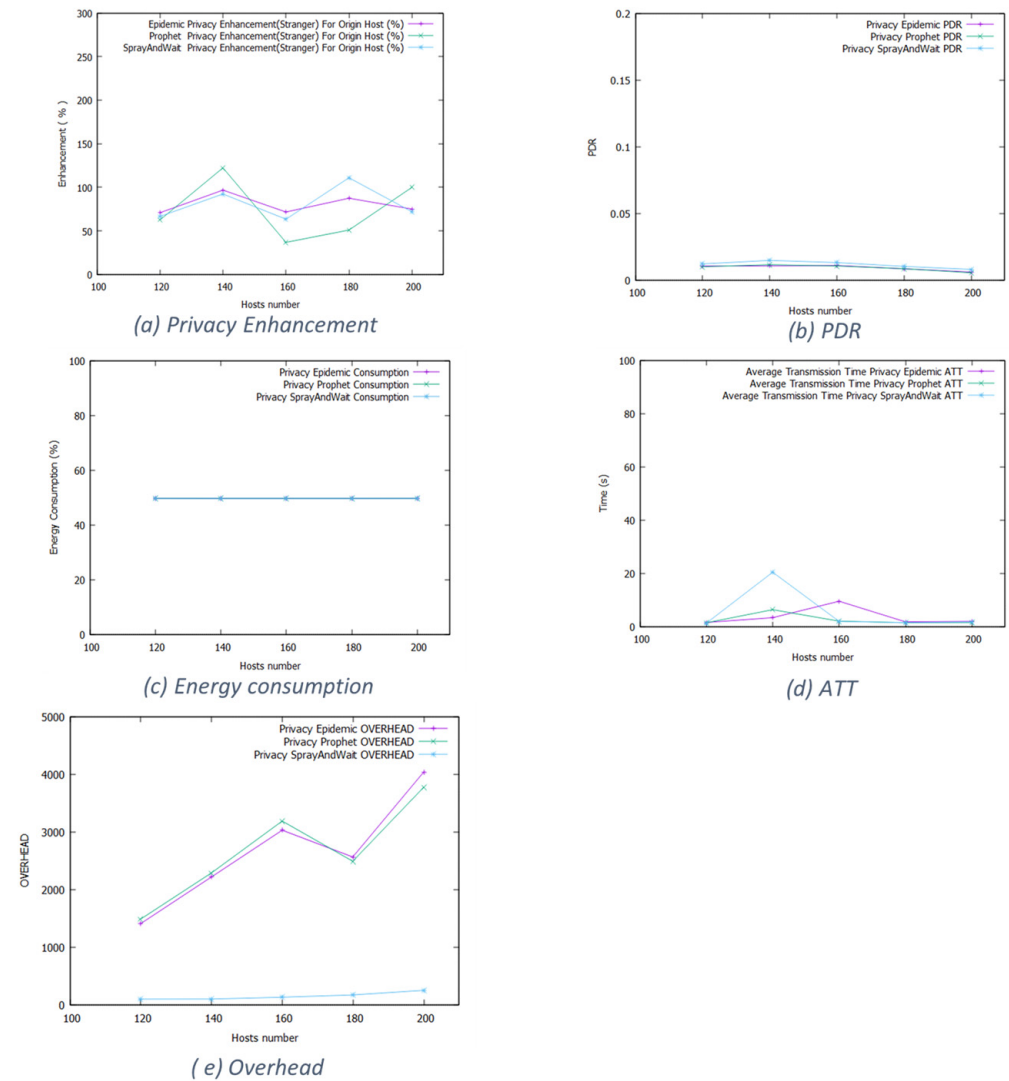 Epidemic Privacy Enhancement(Stranger) For Origin Host (%)
Prophet Privacy Enhancement(Stranger) For Origin Host (%)
SprayAndWait Privacy Enhancement(Stranger) For Origin Host (%)
300
250
200
150
100
50
0
Enhancement ( % )
100 120 140 160 180 200
Hosts number
(a) Privacy Enhancement
Privacy Epidemic PDR
Privacy Prophet PDR
Privacy SprayAndWait PDR
0.2
0.15
0.1
0.05
0
PDR
100 120 140 160 180 200
Hosts number
(b) PDR
Privacy Epidemic Consumption
Privacy Prophet Consumption
Privacy SprayAndWait Consumption
100
80
60
40
20
0
Energy Consumption (%)
100 120 140 160 180 200
Hosts number
(c) Energy consumption
Average Transmission Time Privacy Epidemic ATT
Average Transmission Time Privacy Prophet ATT
Average Transmission Time Privacy SprayAndWait ATT
100
80
60
40
20
0
Time (s)
100 120 140 160 180 200
Hosts number
(d) ATT
Privacy Epidemic OVERHEAD
Privacy Prophet OVERHEAD
Privacy SprayAndWait OVERHEAD
5000
4000
3000
2000
1000
0
OVERHEAD
100 120 140 160 180 200
Hosts number
( e) Overhead